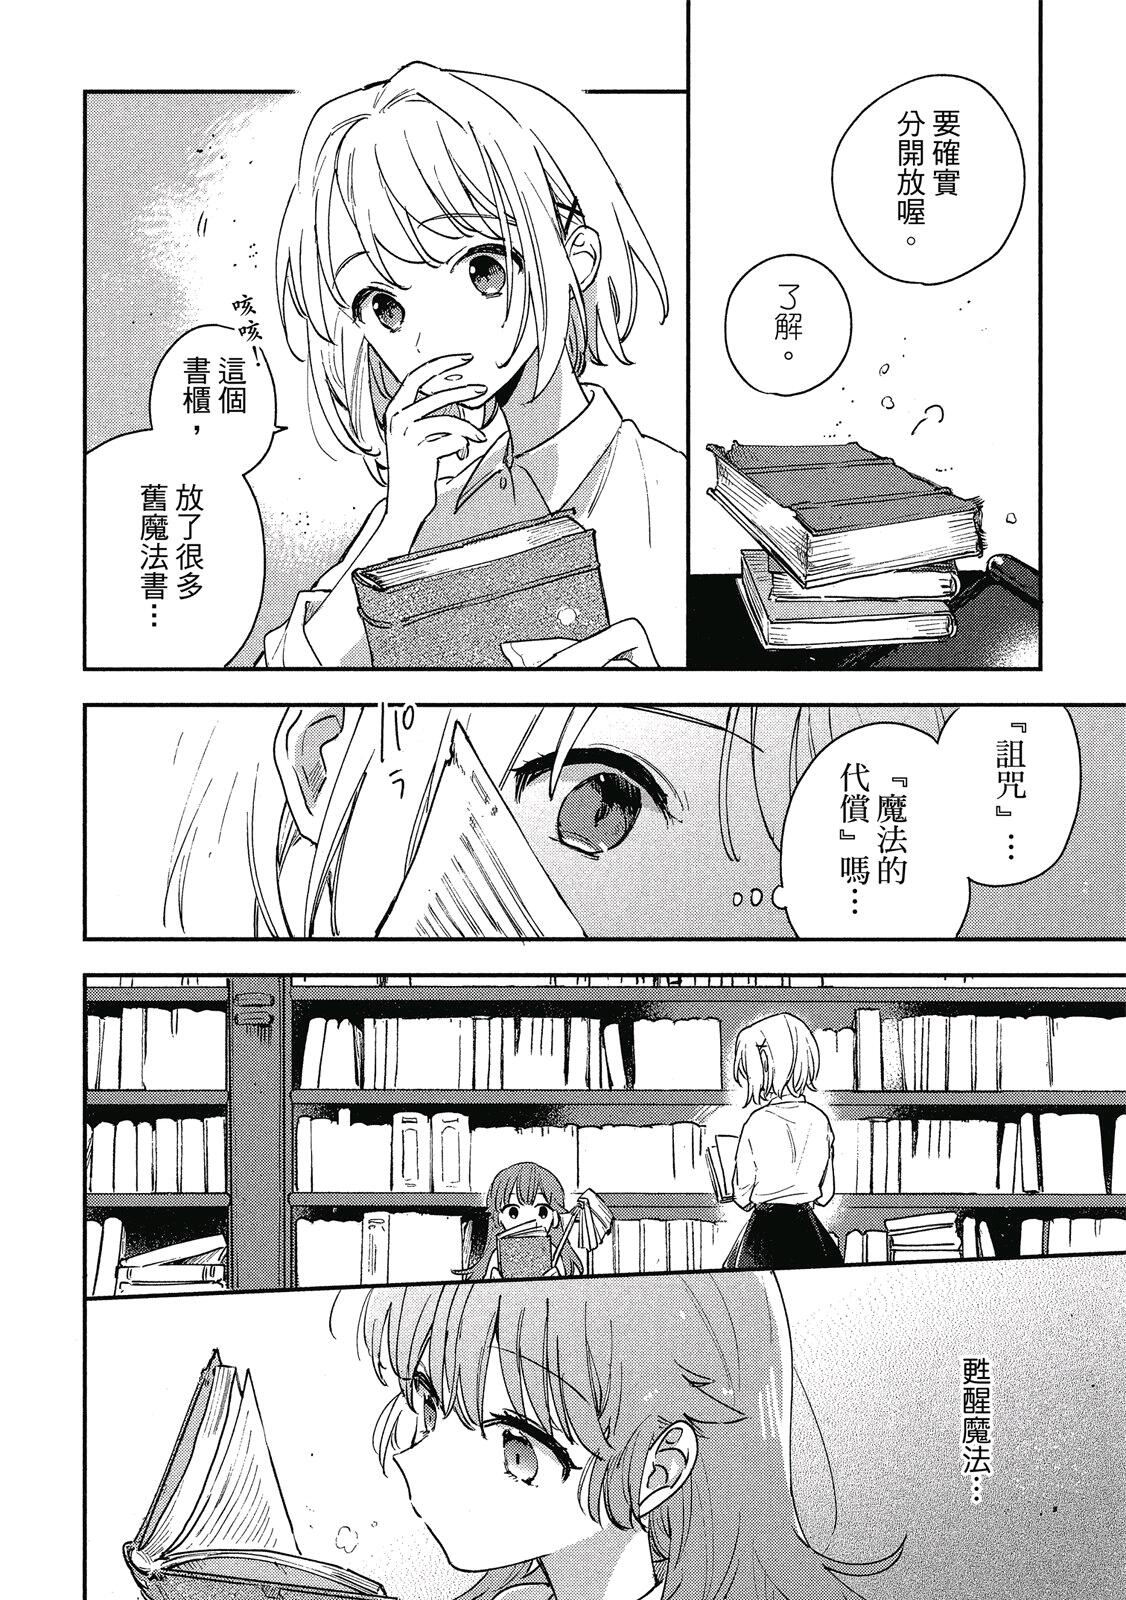 要確實
分開放喔。
了解。
咳咳！
這個
書櫃，
放了很多
舊魔法書…
『詛咒』…
『魔法的
代償』嗎…
甦醒魔法…